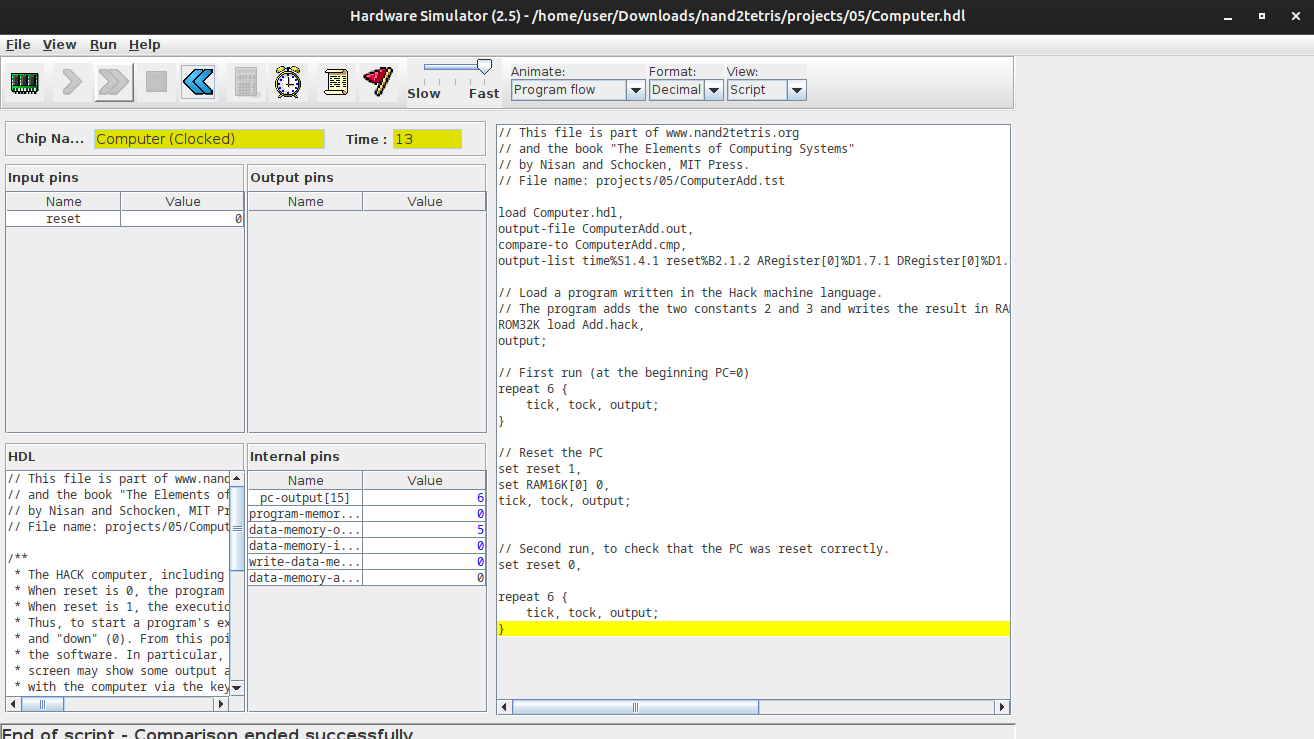 Hardware Simulator (2.5) - /home/user/Downloads/nand2tetris/projects/05/Computer.hdl
File View Run Help
Slow Fast
Animate: Format: View:
Program flow Decimal Script
Chip Na... Computer (Clocked) Time : 13
Input pins
Name Value
reset 0
Output pins
Name Value
HDL
// This file is part of www.nand
// and the book "The Elements of
// by Nisan and Schocken, MIT Pr
// File name: projects/05/Comput
/**
* The HACK computer, including
* When reset is 0, the program
* When reset is 1, the executio
* Thus, to start a program's ex
* and "down" (0). From this poi
* the software. In particular,
* screen may show some output a
* with the computer via the key
Internal pins
Name Value
pc-output[15] 6
program-memor... 0
data-memory-o... 5
data-memory-i... 0
write-data-me... 0
data-memory-a... 0
// This file is part of www.nand2tetris.org
// and the book "The Elements of Computing Systems"
// by Nisan and Schocken, MIT Press.
// File name: projects/05/ComputerAdd.tst
load Computer.hdl,
output-file ComputerAdd.out,
compare-to ComputerAdd.cmp,
output-list time%S1.4.1 reset%B2.1.2 ARegister[0]%D1.7.1 DRegister[0]%D1.
// Load a program written in the Hack machine language.
// The program adds the two constants 2 and 3 and writes the result in RA
ROM32K load Add.hack,
output;
// First run (at the beginning PC=0)
repeat 6 {
tick, tock, output;
}
// Reset the PC
set reset 1,
set RAM16K[0] 0,
tick, tock, output;
// Second run, to check that the PC was reset correctly.
set reset 0,
repeat 6 {
tick, tock, output;
}
End of script - Comparison ended successfully